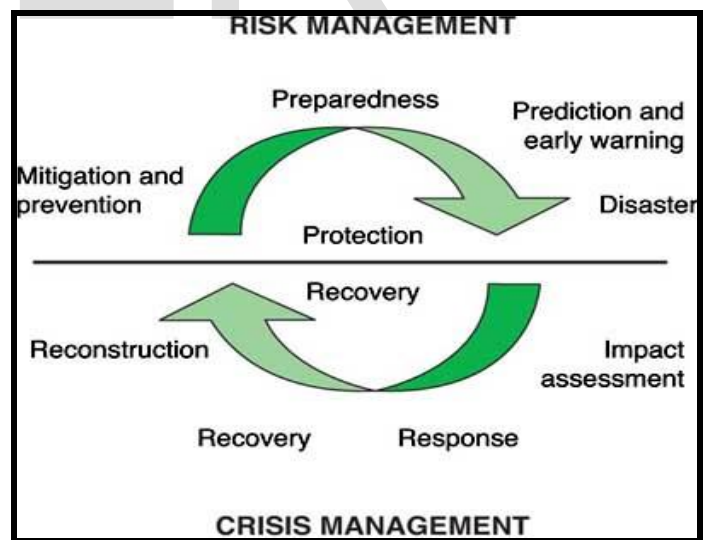 RISK MANAGEMENT
Preparedness
Prediction and
early warning
Mitigation and
prevention
Disaster
Protection
Recovery
Reconstruction
Impact
assessment
Recovery
Response
CRISIS MANAGEMENT